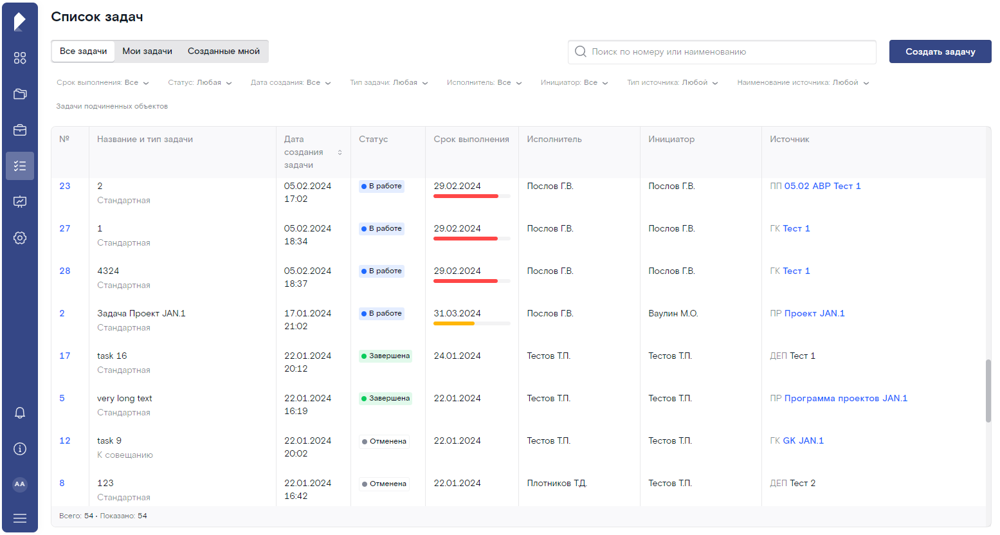 Список задач
Все задачи Мои задачи Созданные мной
Поиск по номеру или наименованию
Создать задачу
Срок выполнения: Все Статус: Любая Дата создания: Все Тип задачи: Любая Исполнитель: Все Инициатор: Все Тип источника: Любой Наименование источника: Любой
Задачи подчиненных объектов
№ Название и тип задачи Дата создания задачи Статус Срок выполнения Исполнитель Инициатор Источник
23 2 05.02.2024 В работе 29.02.2024 Послов Г.В. Послов Г.В. ПП 05.02 АВР Тест 1
Стандартная 17:02
27 1 05.02.2024 В работе 29.02.2024 Послов Г.В. Послов Г.В. ГК Тест 1
Стандартная 18:34
28 4324 05.02.2024 В работе 29.02.2024 Послов Г.В. Послов Г.В. ГК Тест 1
Стандартная 18:37
2 Задача Проект JAN.1 17.01.2024 В работе 31.03.2024 Послов Г.В. Ваулин М.О. ПР Проект JAN.1
Стандартная 21:02
17 task 16 22.01.2024 Завершена 24.01.2024 Тестов Т.П. Тестов Т.П. ДЕП Тест 1
Стандартная 20:12
5 very long text 22.01.2024 Завершена 22.01.2024 Тестов Т.П. Тестов Т.П. ПР Программа проектов JAN.1
Стандартная 16:19
12 task 9 22.01.2024 Отменена 22.01.2024 Тестов Т.П. Тестов Т.П. ГК GK JAN.1
К совещанию 20:02
8 123 22.01.2024 Отменена 22.01.2024 Плотников Т.Д. Тестов Т.П. ДЕП Тест 2
Стандартная 16:42
АА
Всего: 54 • Показано: 54